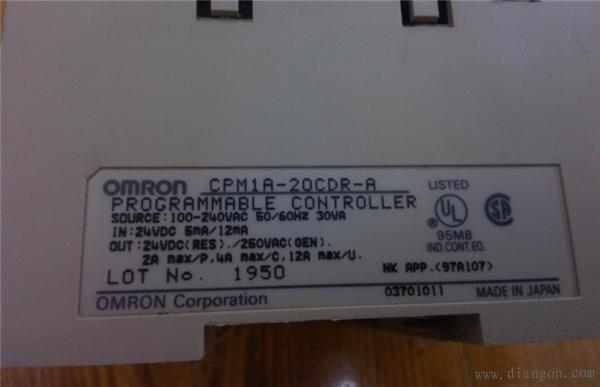 OMRON CPM1A-20CDR-A
PROGRAMMABLE CONTROLLER
SOURCE:100-240VAC 50/60Hz 30VA
IN:24VDC 5mA/12mA
OUT:24VDC(RES)./250VAC(GEN).
2A max/P,4A max/C,12A max/U.
LOT No. 1950
OMRON Corporation
LISTED
UL
95M8
IND.CONT.EQ.
NK APP.<97A107>
03701011 MADE IN JAPAN
www.diangon.com